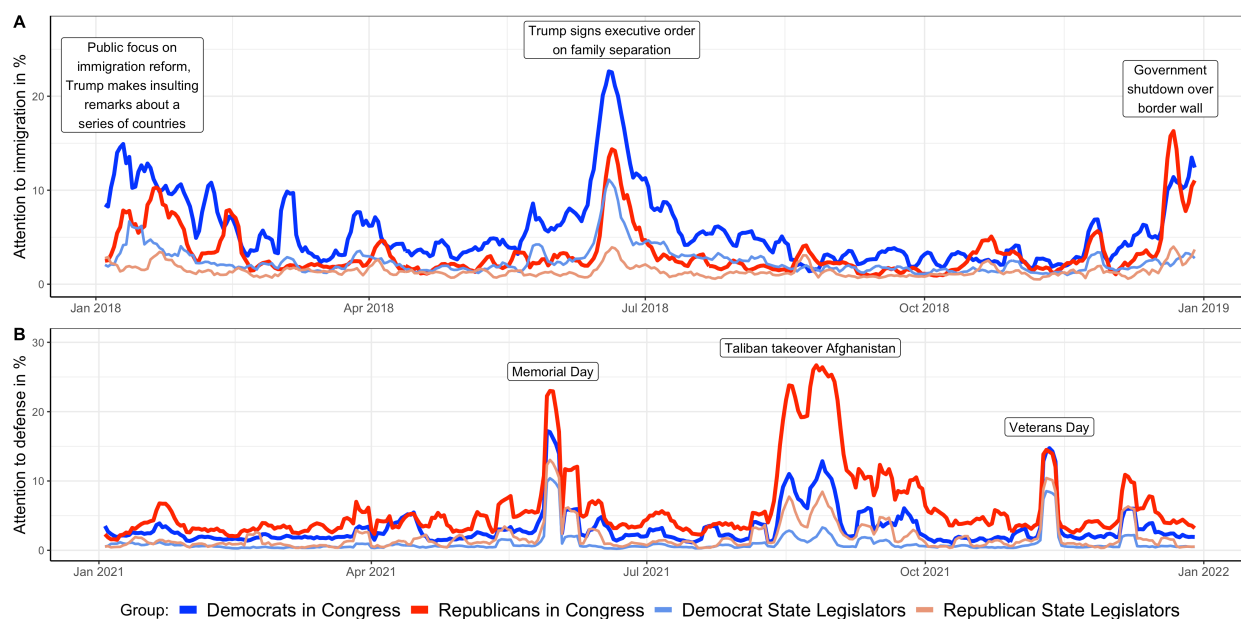 A
Public focus on
immigration reform,
Trump makes insulting
remarks about a
series of countries
Trump signs executive order
on family separation
Government
shutdown over
border wall
Attention to immigration in %
20
10
0
Jan 2018
Apr 2018
Jul 2018
Oct 2018
Jan 2019
B
Memorial Day
Taliban takeover Afghanistan
Veterans Day
Attention to defense in %
30
20
10
0
Jan 2021
Apr 2021
Jul 2021
Oct 2021
Jan 2022
Group: Democrats in Congress Republicans in Congress Democrat State Legislators Republican State Legislators